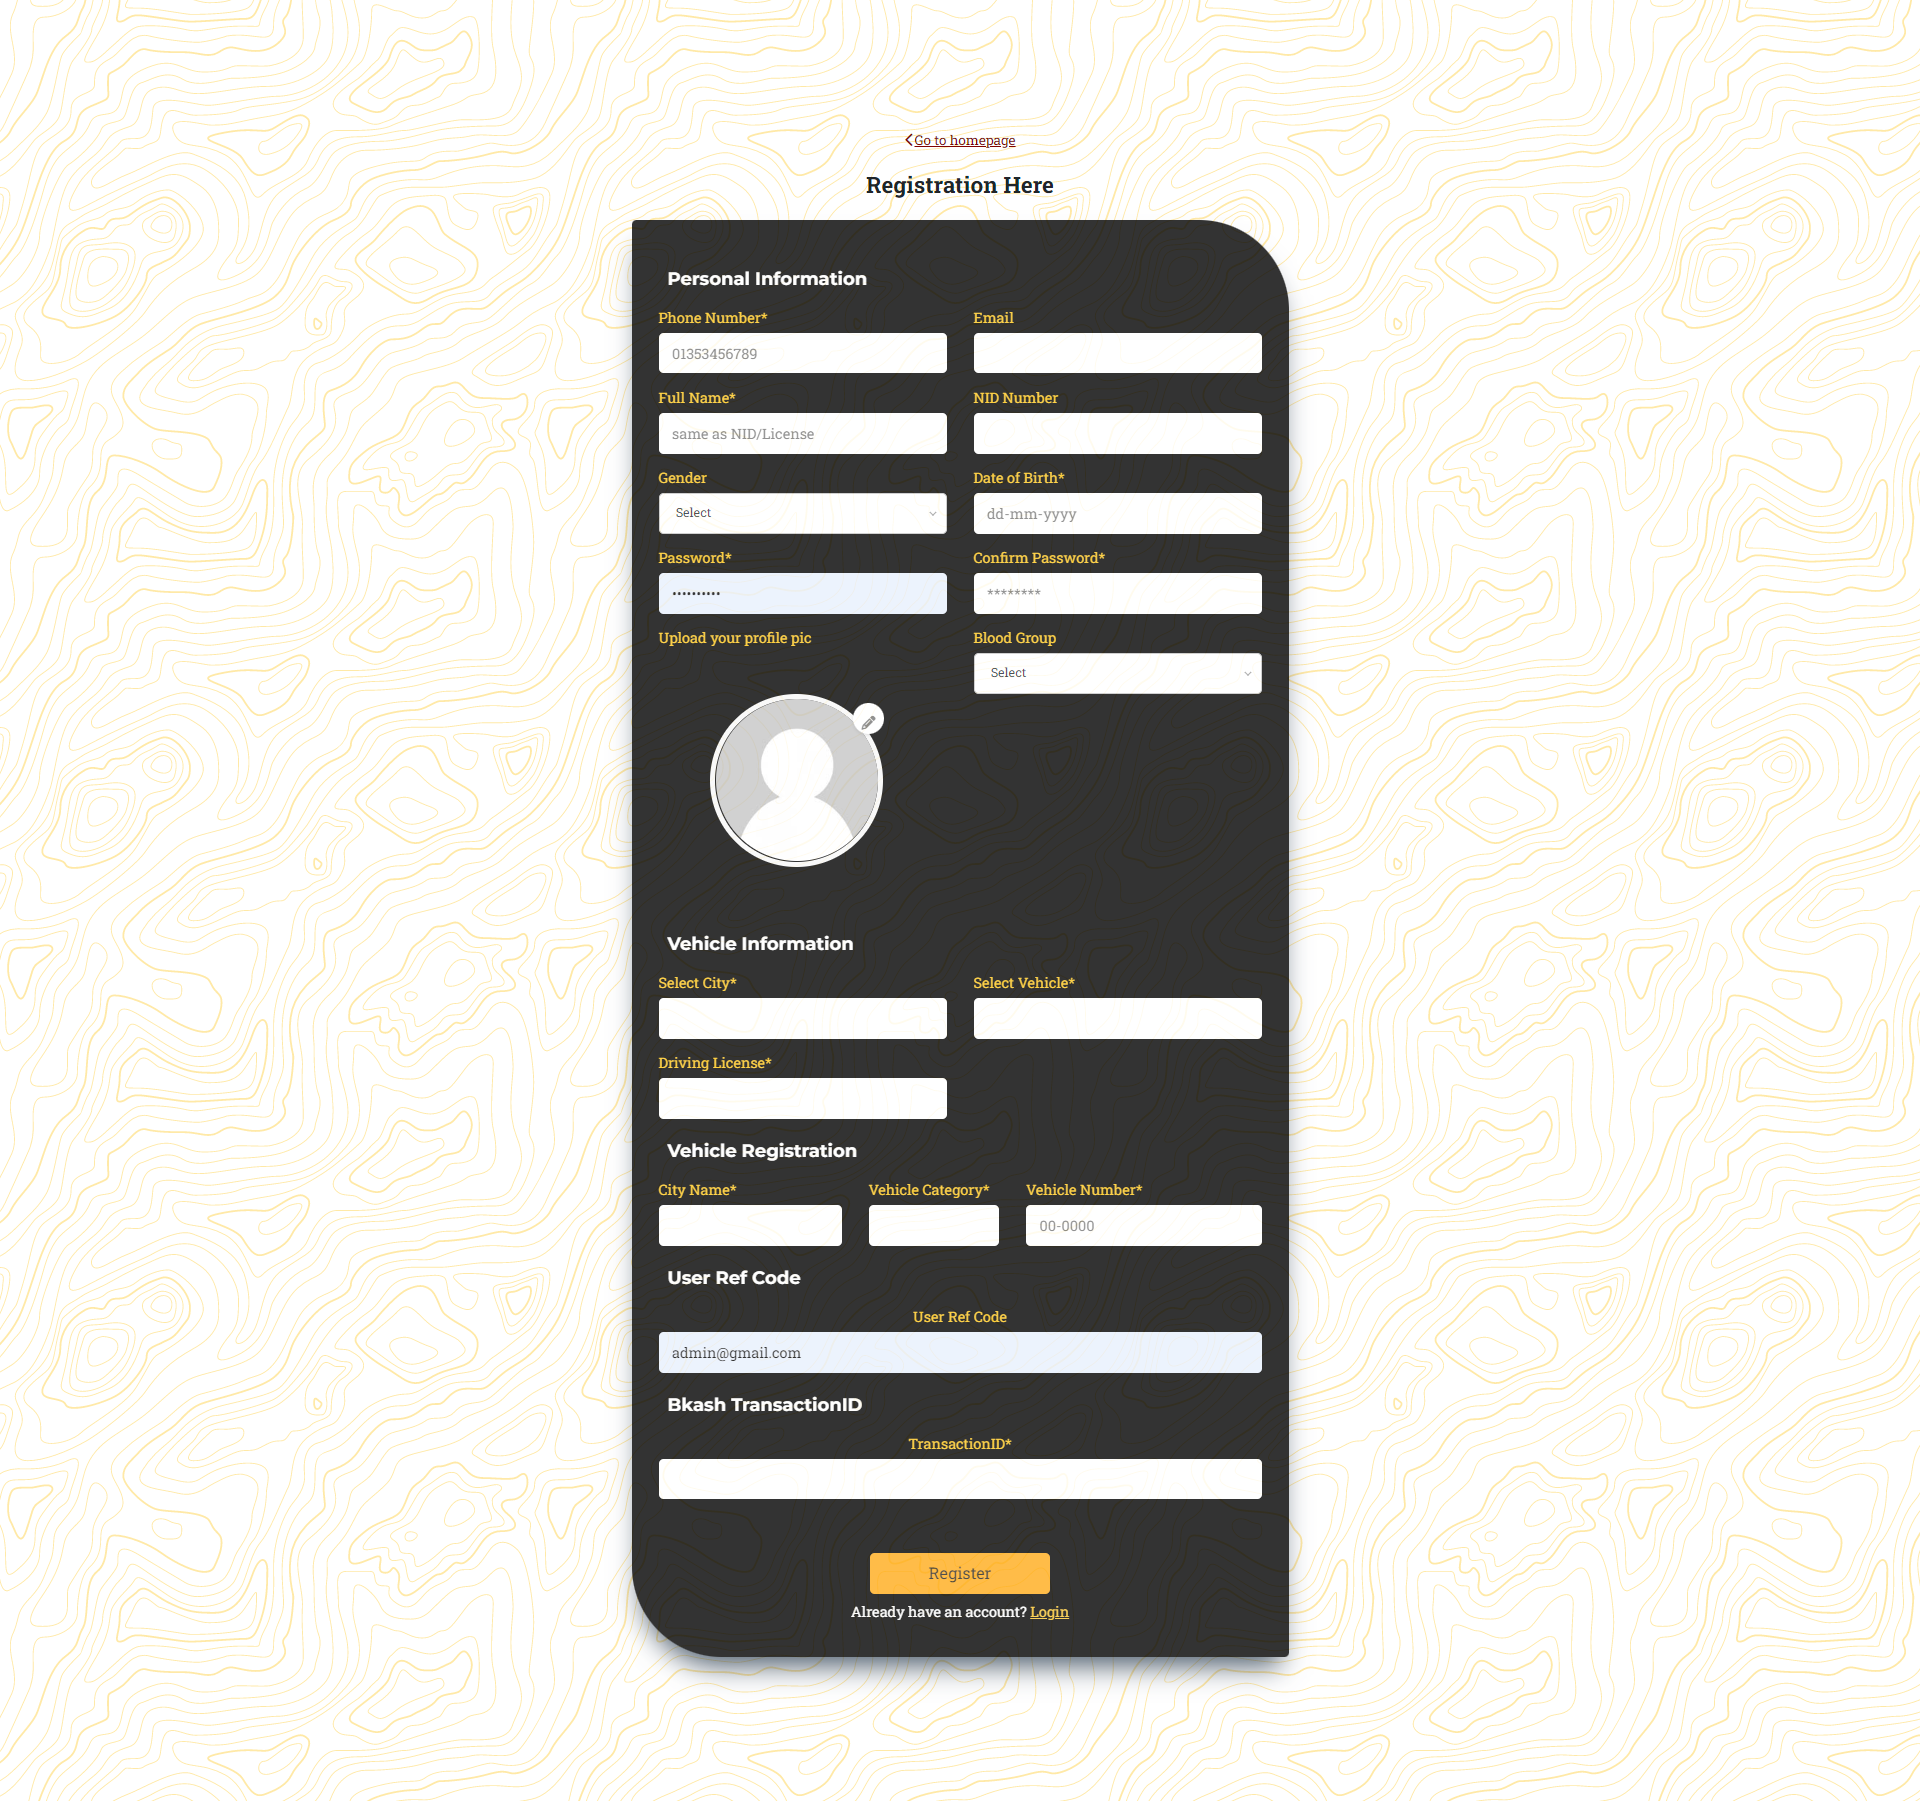 Go to homepage
Registration Here
Personal Information
Phone Number* Email
01353456789
Full Name* NID Number
same as NID/License
Gender Date of Birth*
Select dd-mm-yyyy
Password* Confirm Password*
•••••••••• ********
Upload your profile pic Blood Group
Select
Vehicle Information
Select City* Select Vehicle*
Driving License*
Vehicle Registration
City Name* Vehicle Category* Vehicle Number*
00-0000
User Ref Code
User Ref Code
admin@gmail.com
Bkash TransactionID
TransactionID*
Register
Already have an account? Login